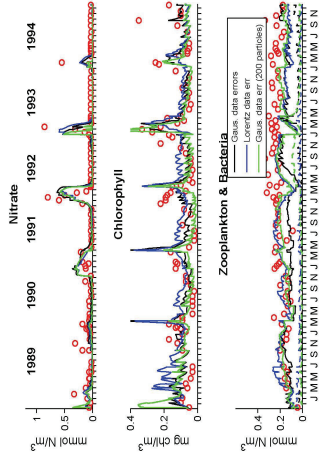 Nitrate
1989 1990 1991 1992 1993 1994
1
0.5
0
mmol N/m³
Chlorophyll
0.4
0.2
0
mg chl/m³
Zooplankton & Bacteria
Gaus. data errors
Lorentz data err
Gaus. data err (200 particles)
0.4
0.2
0
mmol N/m³
J M M J S N J M M J S N J M M J S N J M M J S N J M M J S N J M M J S N